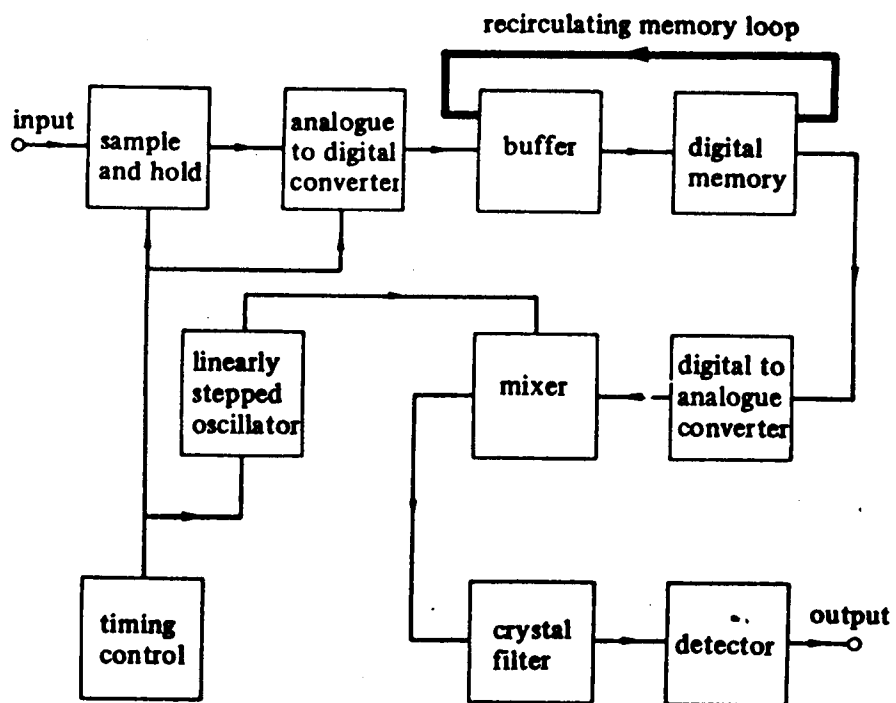 recirculating memory loop
input
sample
and hold
analogue
to digital
converter
buffer
digital
memory
linearly
stepped
oscillator
mixer
digital to
analogue
converter
timing
control
crystal
filter
detector
output